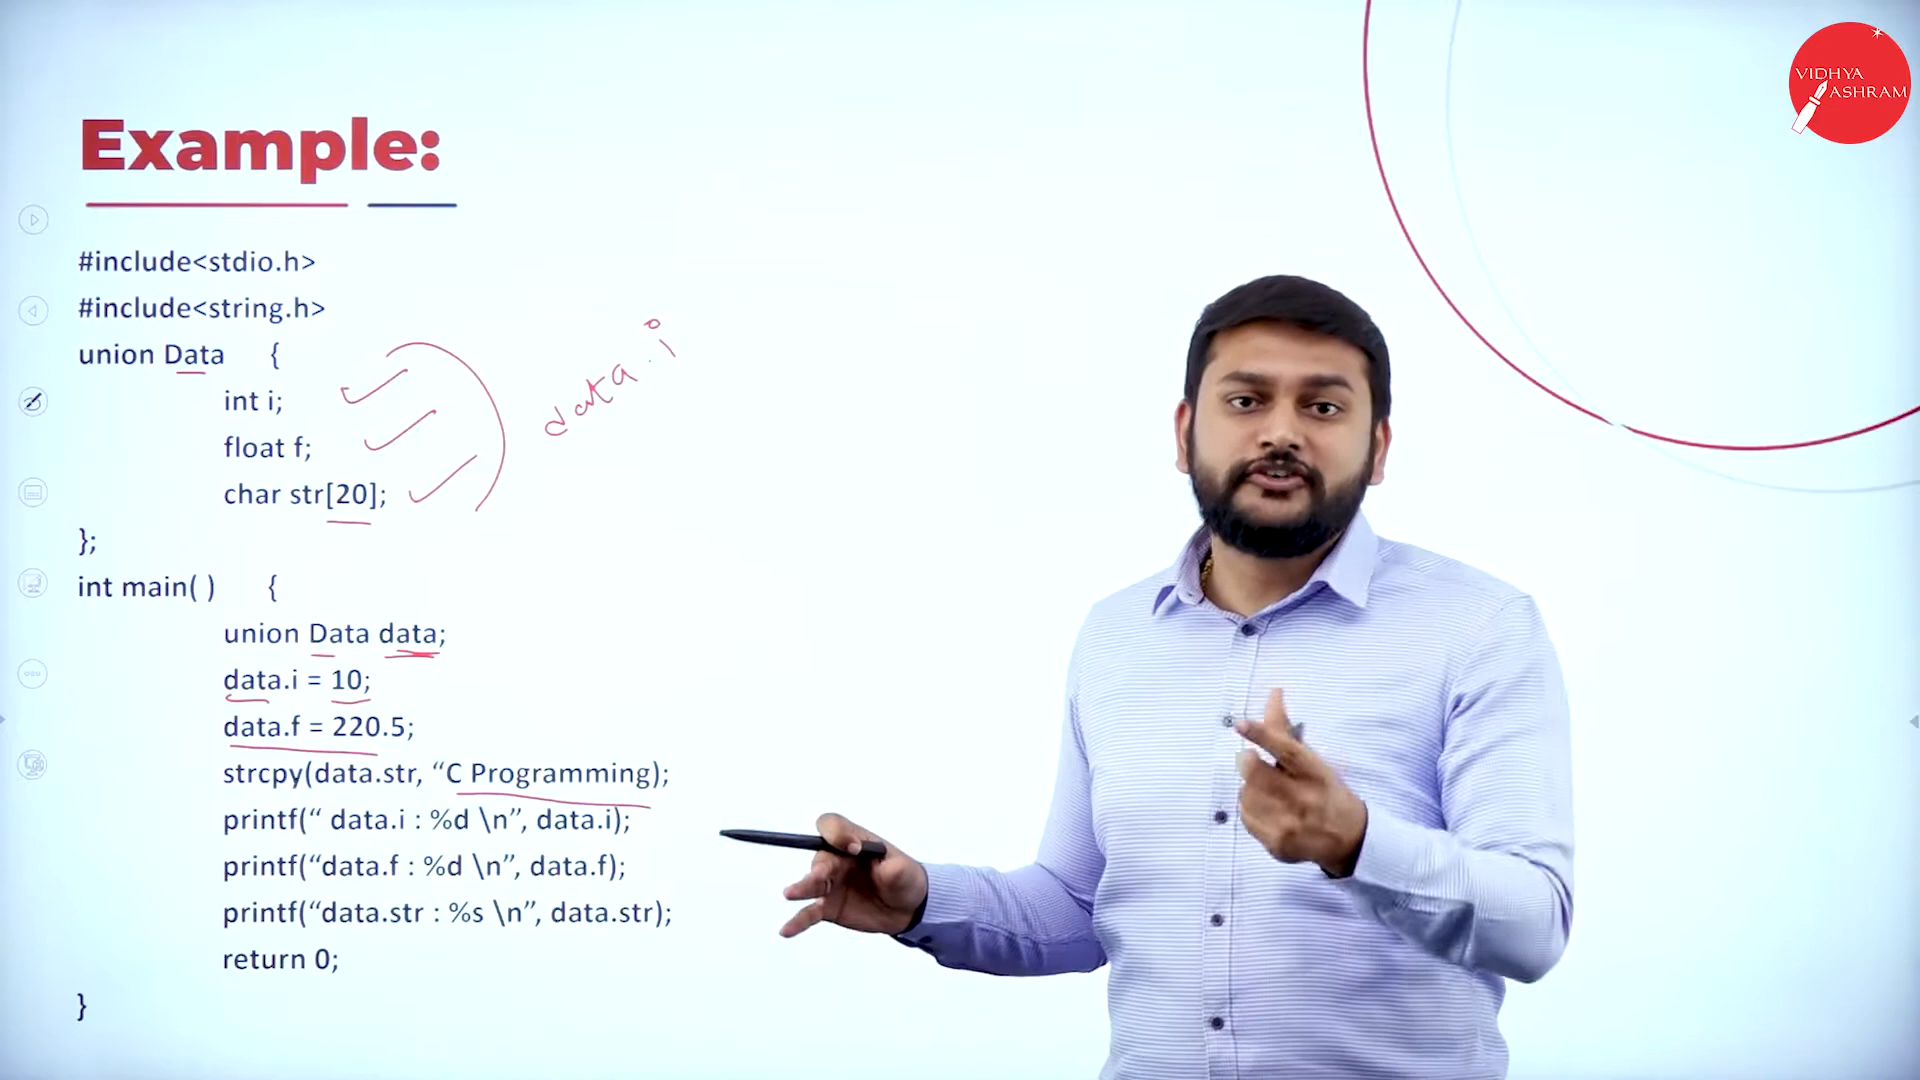 VIDHYA
ASHRAM
Example:
#include<stdio.h>
#include<string.h>
union Data {
int i;
float f;
char str[20];
data.i
};
int main( ) {
union Data data;
data.i = 10;
data.f = 220.5;
strcpy(data.str, “C Programming);
printf(“ data.i : %d \n”, data.i);
printf(“data.f : %d \n”, data.f);
printf(“data.str : %s \n”, data.str);
return 0;
}